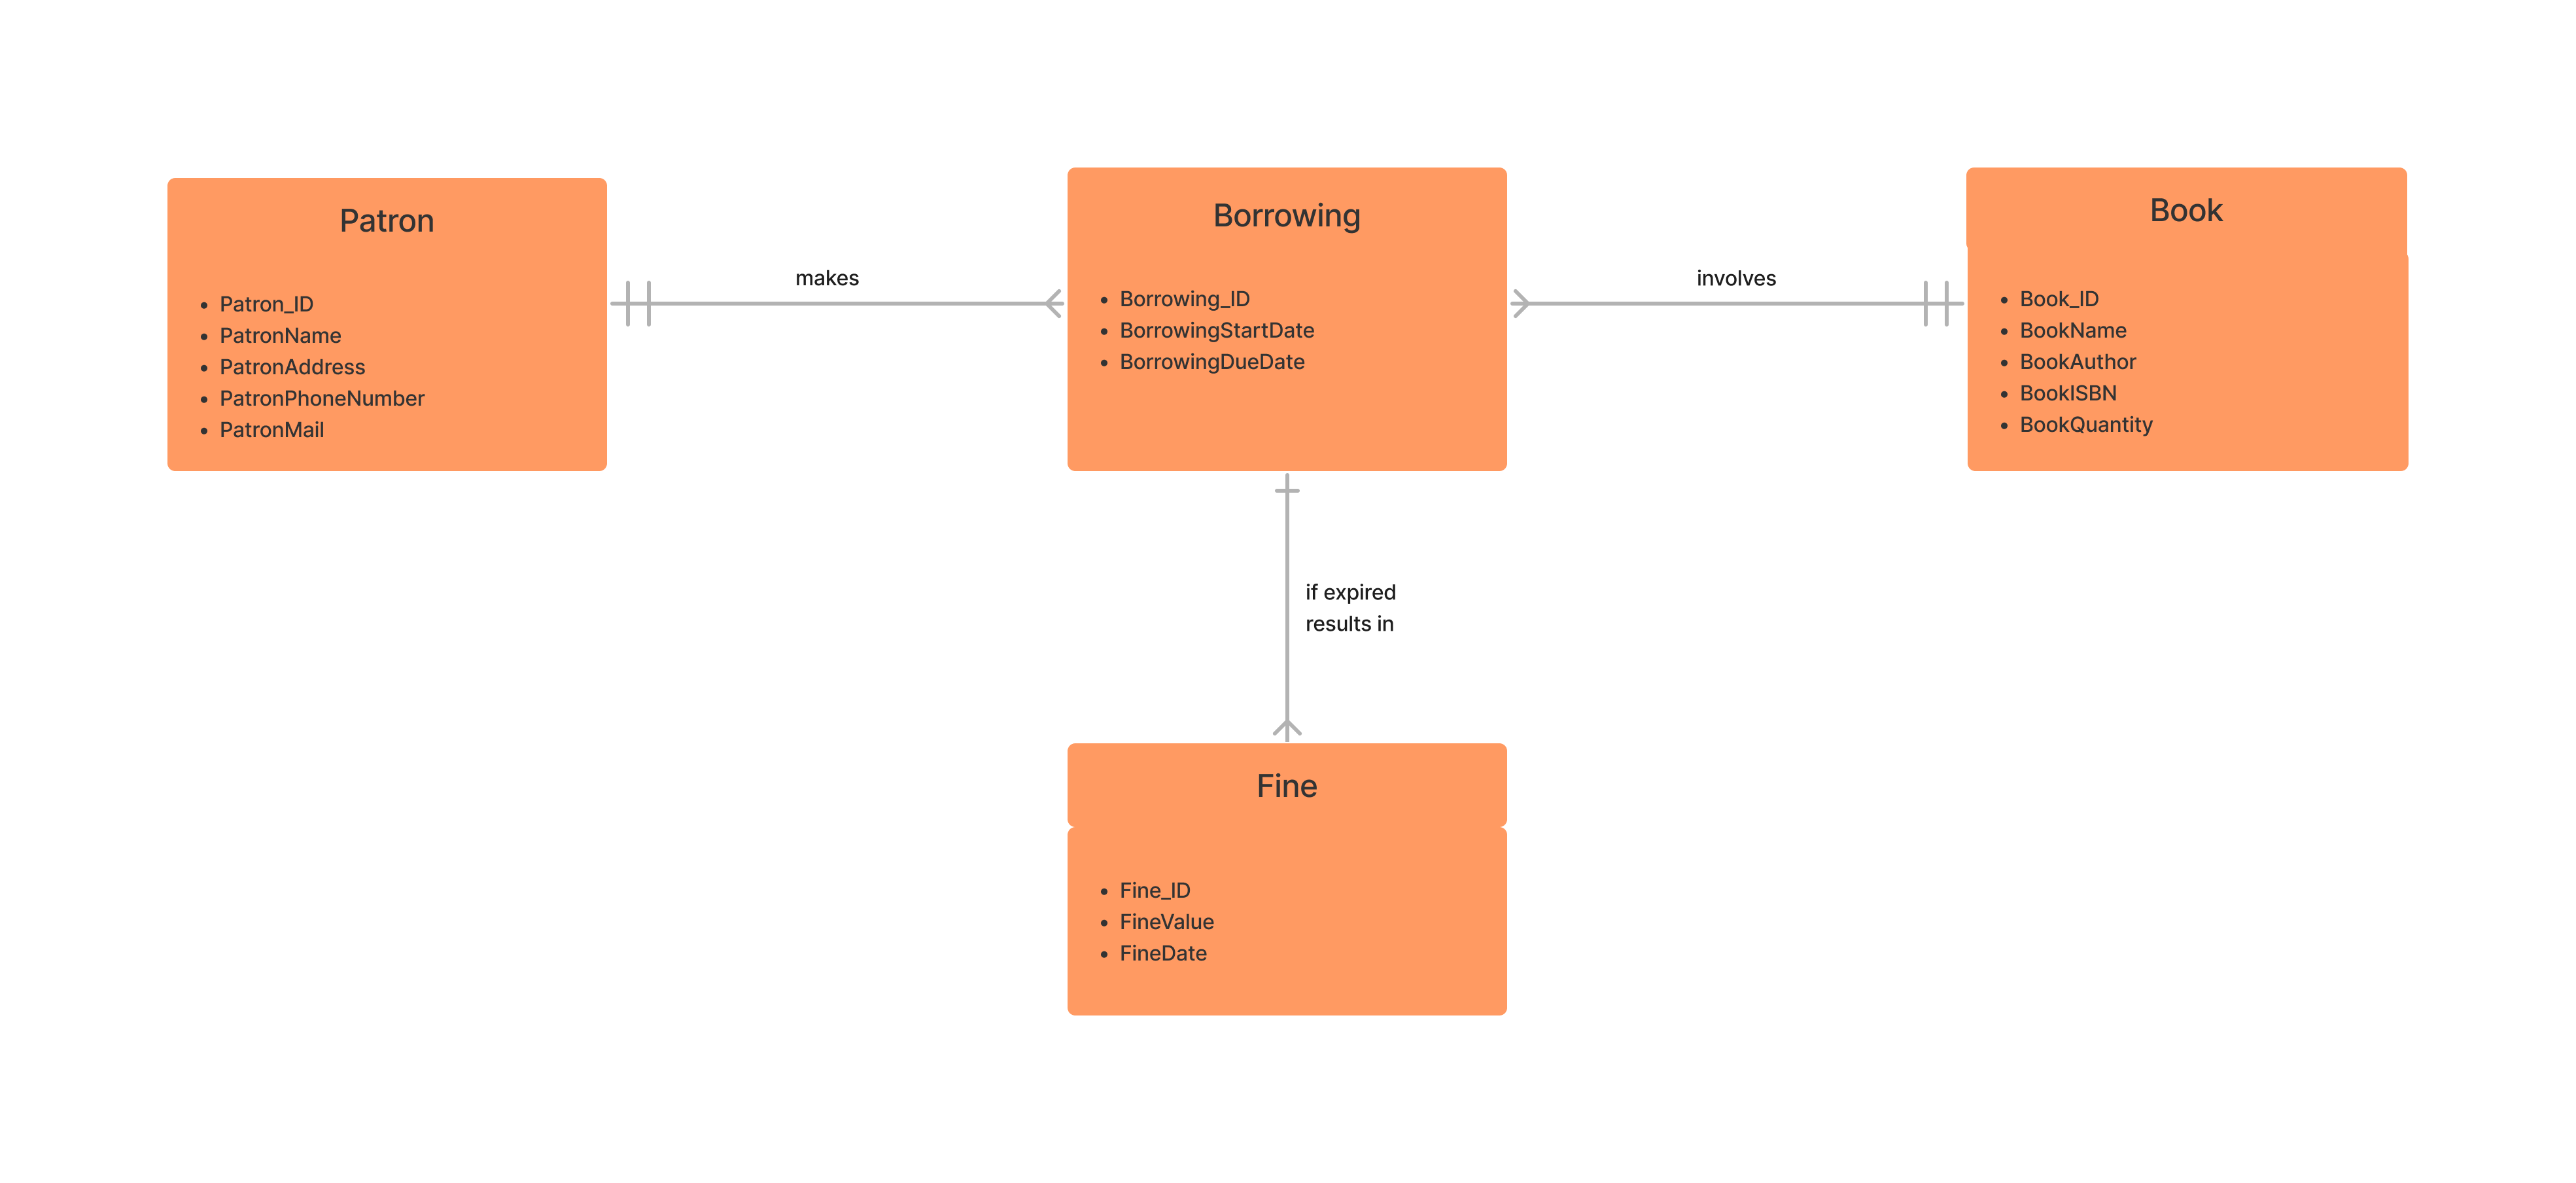 Patron
Patron_ID
PatronName
PatronAddress
PatronPhoneNumber
PatronMail
makes
Borrowing
Borrowing_ID
BorrowingStartDate
BorrowingDueDate
involves
Book
Book_ID
BookName
BookAuthor
BookISBN
BookQuantity
if expired
results in
Fine
Fine_ID
FineValue
FineDate